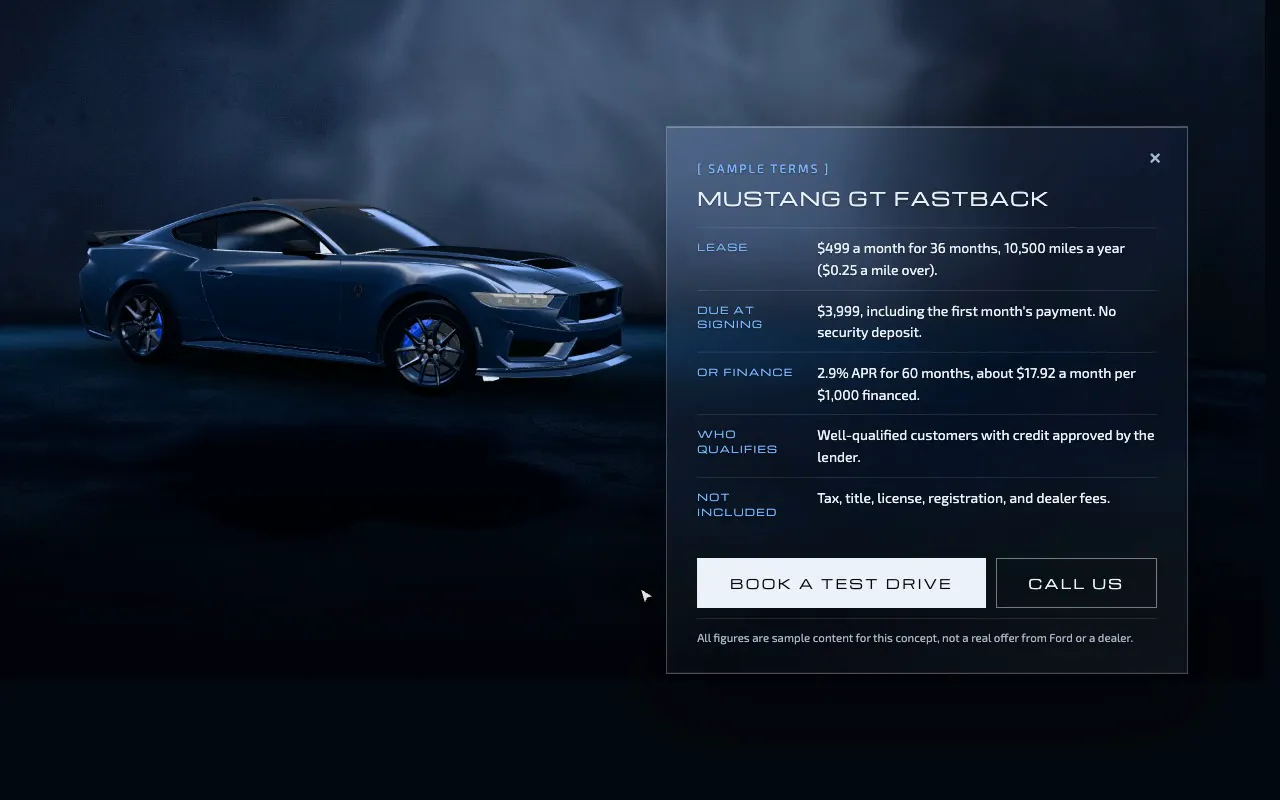 [ SAMPLE TERMS ]
MUSTANG GT FASTBACK
LEASE
$499 a month for 36 months, 10,500 miles a year
($0.25 a mile over).
DUE AT
SIGNING
$3,999, including the first month's payment. No
security deposit.
OR FINANCE
2.9% APR for 60 months, about $17.92 a month per
$1,000 financed.
WHO
QUALIFIES
Well-qualified customers with credit approved by the
lender.
NOT
INCLUDED
Tax, title, license, registration, and dealer fees.
BOOK A TEST DRIVE
CALL US
All figures are sample content for this concept, not a real offer from Ford or a dealer.